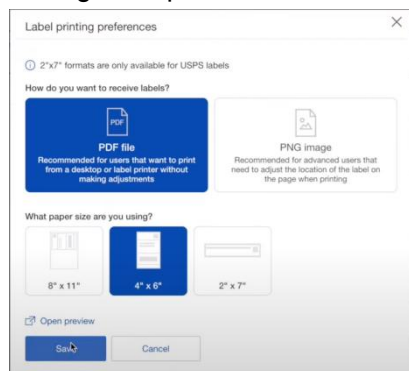 Label printing preferences
2"x7" formats are only available for USPS labels
How do you want to receive labels?
PDF
PDF file
Recommended for users that want to print
from a desktop or label printer without
making adjustments
PNG image
Recommended for advanced users that
need to adjust the location of the label on
the page when printing
What paper size are you using?
8" x 11"
4" x 6"
2" x 7"
Open preview
Save
Cancel